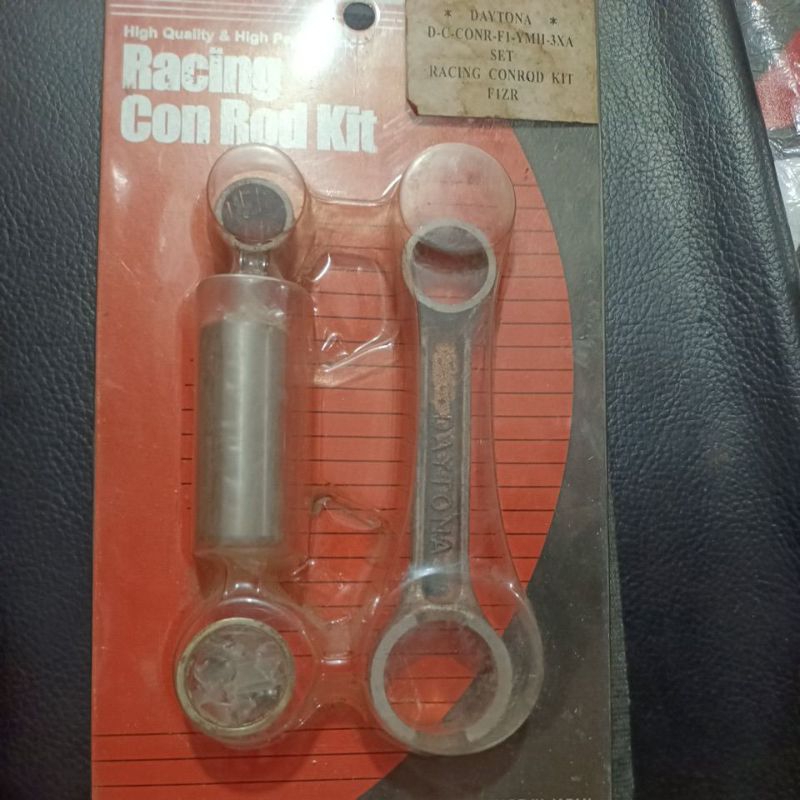 High Quality & High
Racing
Con Rod Kit
* DAYTONA *
D-C-CONR-F1-YMH-3XA
SET
RACING CONROD KIT
F1ZR
DAYTONA